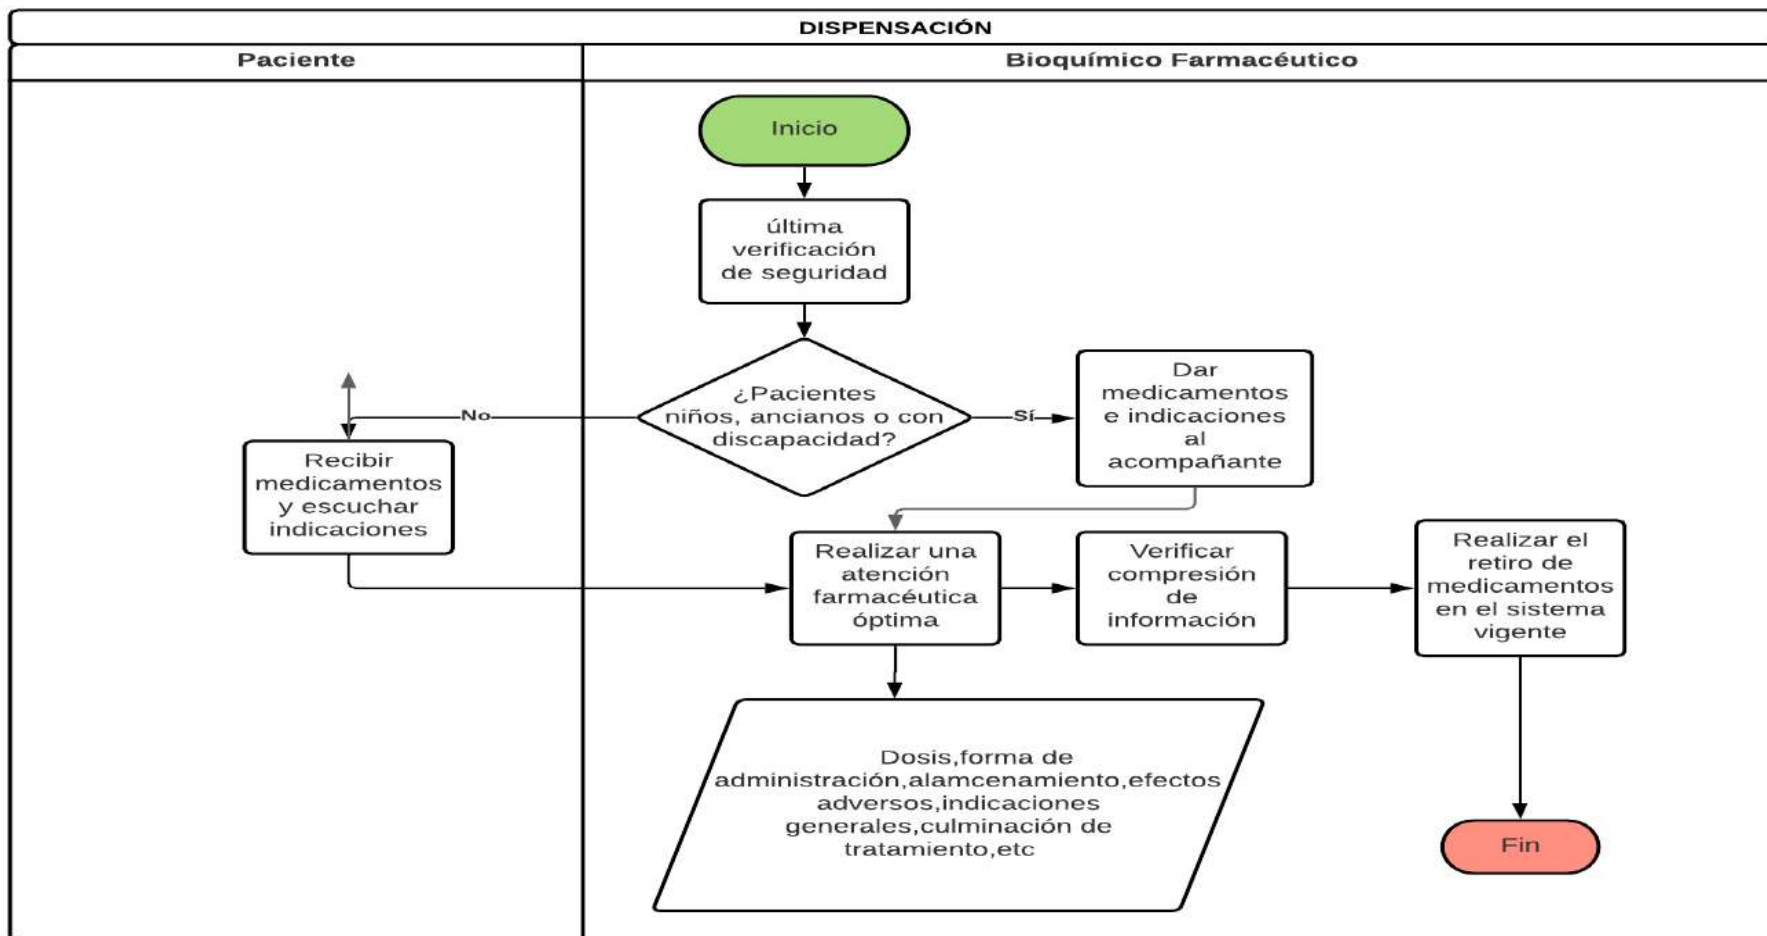 DISPENSACIÓN
Paciente
Bioquímico Farmacéutico
Inicio
última
verificación
de seguridad
¿Pacientes
niños, ancianos o con
discapacidad?
No
Sí
Dar
medicamentos
e indicaciones
al
acompañante
Recibir
medicamentos
y escuchar
indicaciones
Realizar una
atención
farmacéutica
óptima
Verificar
compresión
de
información
Realizar el
retiro de
medicamentos
en el sistema
vigente
Dosis,forma de
administración,alamcenamiento,efectos
adversos,indicaciones
generales,culminación de
tratamiento,etc
Fin